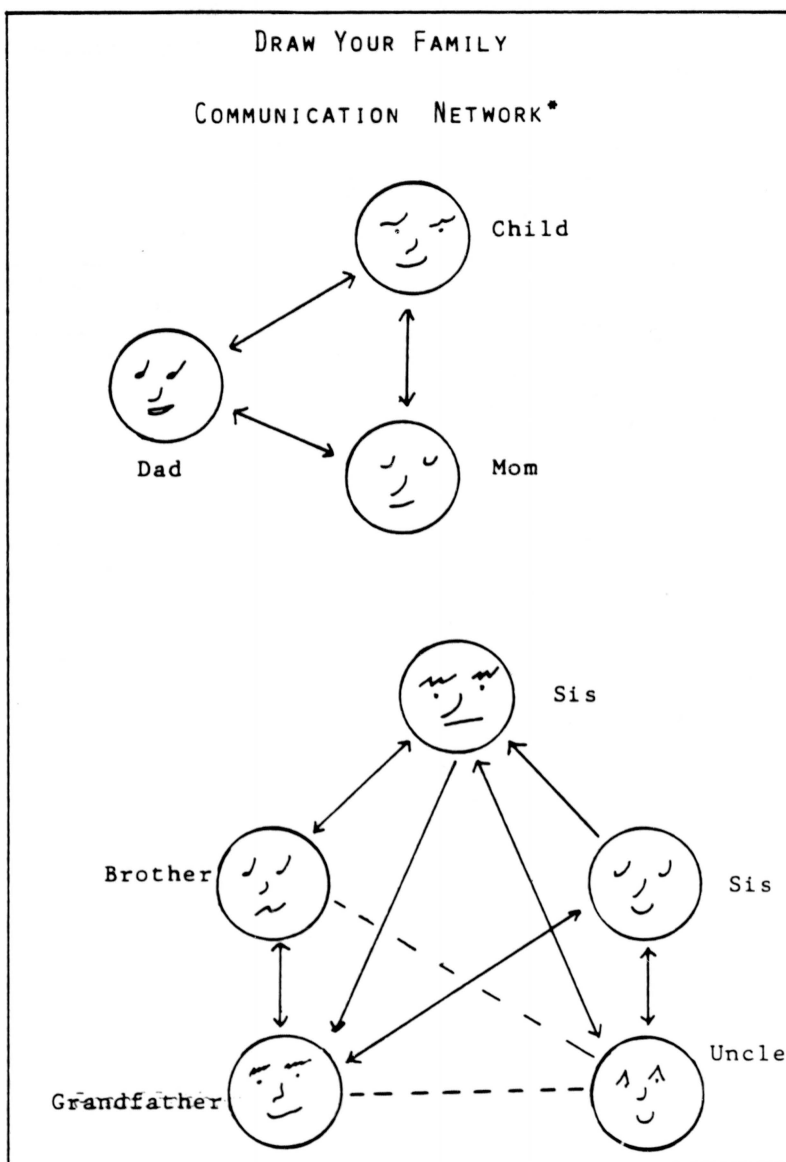 DRAW YOUR FAMILY
COMMUNICATION NETWORK*
Child
Dad
Mom
Sis
Brother
Sis
Uncle
Grandfather